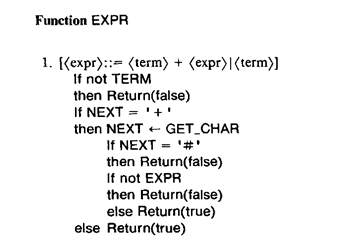 Function EXPR
1. [⟨expr⟩::= ⟨term⟩ + ⟨expr⟩|⟨term⟩]
If not TERM
then Return(false)
If NEXT = '+'
then NEXT ← GET_CHAR
If NEXT = '#'
then Return(false)
If not EXPR
then Return(false)
else Return(true)
else Return(true)